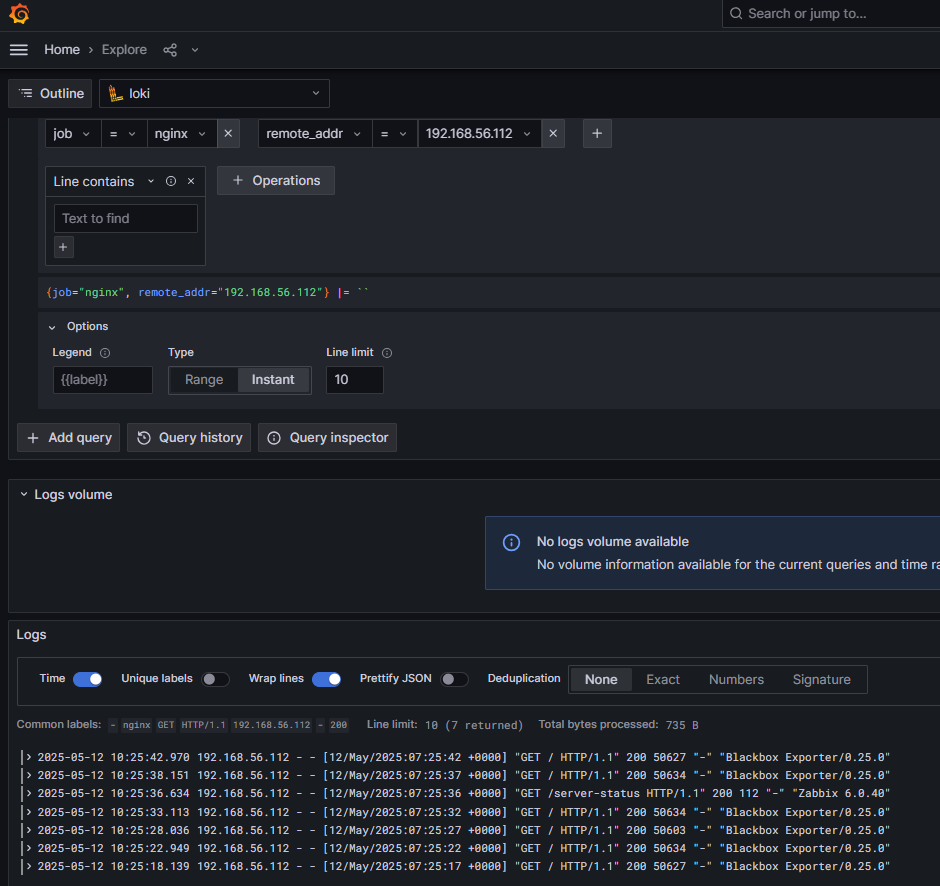 Search or jump to...
Home › Explore
Outline loki
job = nginx × remote_addr = 192.168.56.112 × +
Line contains × + Operations
Text to find
+
{job="nginx", remote_addr="192.168.56.112"} |= ``
Options
Legend Type Line limit
{{label}} Range Instant 10
+ Add query Query history Query inspector
Logs volume
No logs volume available
No volume information available for the current queries and time ra
Logs
Time Unique labels Wrap lines Prettify JSON Deduplication None Exact Numbers Signature
Common labels: - nginx GET HTTP/1.1 192.168.56.112 - 200 Line limit: 10 (7 returned) Total bytes processed: 735 B
> 2025-05-12 10:25:42.970 192.168.56.112 - - [12/May/2025:07:25:42 +0000] "GET / HTTP/1.1" 200 50627 "-" "Blackbox Exporter/0.25.0"
> 2025-05-12 10:25:38.151 192.168.56.112 - - [12/May/2025:07:25:37 +0000] "GET / HTTP/1.1" 200 50634 "-" "Blackbox Exporter/0.25.0"
> 2025-05-12 10:25:36.634 192.168.56.112 - - [12/May/2025:07:25:36 +0000] "GET /server-status HTTP/1.1" 200 112 "-" "Zabbix 6.0.40"
> 2025-05-12 10:25:33.113 192.168.56.112 - - [12/May/2025:07:25:32 +0000] "GET / HTTP/1.1" 200 50634 "-" "Blackbox Exporter/0.25.0"
> 2025-05-12 10:25:28.036 192.168.56.112 - - [12/May/2025:07:25:27 +0000] "GET / HTTP/1.1" 200 50603 "-" "Blackbox Exporter/0.25.0"
> 2025-05-12 10:25:22.949 192.168.56.112 - - [12/May/2025:07:25:22 +0000] "GET / HTTP/1.1" 200 50634 "-" "Blackbox Exporter/0.25.0"
> 2025-05-12 10:25:18.139 192.168.56.112 - - [12/May/2025:07:25:17 +0000] "GET / HTTP/1.1" 200 50627 "-" "Blackbox Exporter/0.25.0"